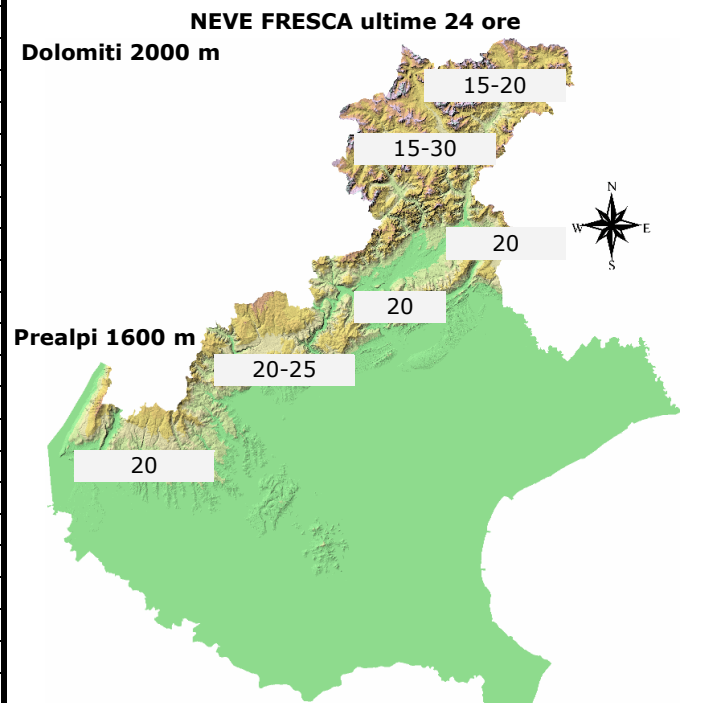 NEVE FRESCA ultime 24 ore
Dolomiti 2000 m
15-20
15-30
N
W E
S
20
20
Prealpi 1600 m
20-25
20